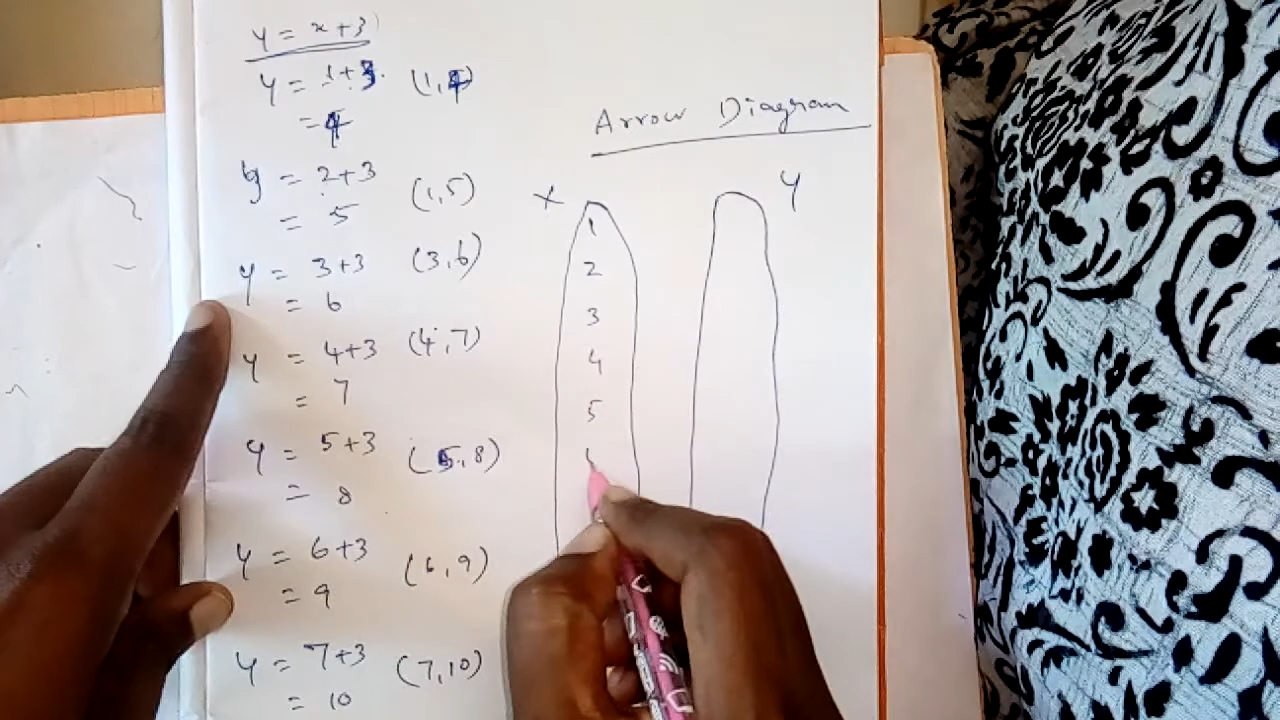 y = x+3
y = 1+3 (1,4)
= 4
y = 2+3 (1,5)
= 5
y = 3+3 (3,6)
= 6
y = 4+3 (4,7)
= 7
y = 5+3 (5,8)
= 8
y = 6+3 (6,9)
= 9
y = 7+3 (7,10)
= 10
Arrow Diagram
X Y
1
2
3
4
5